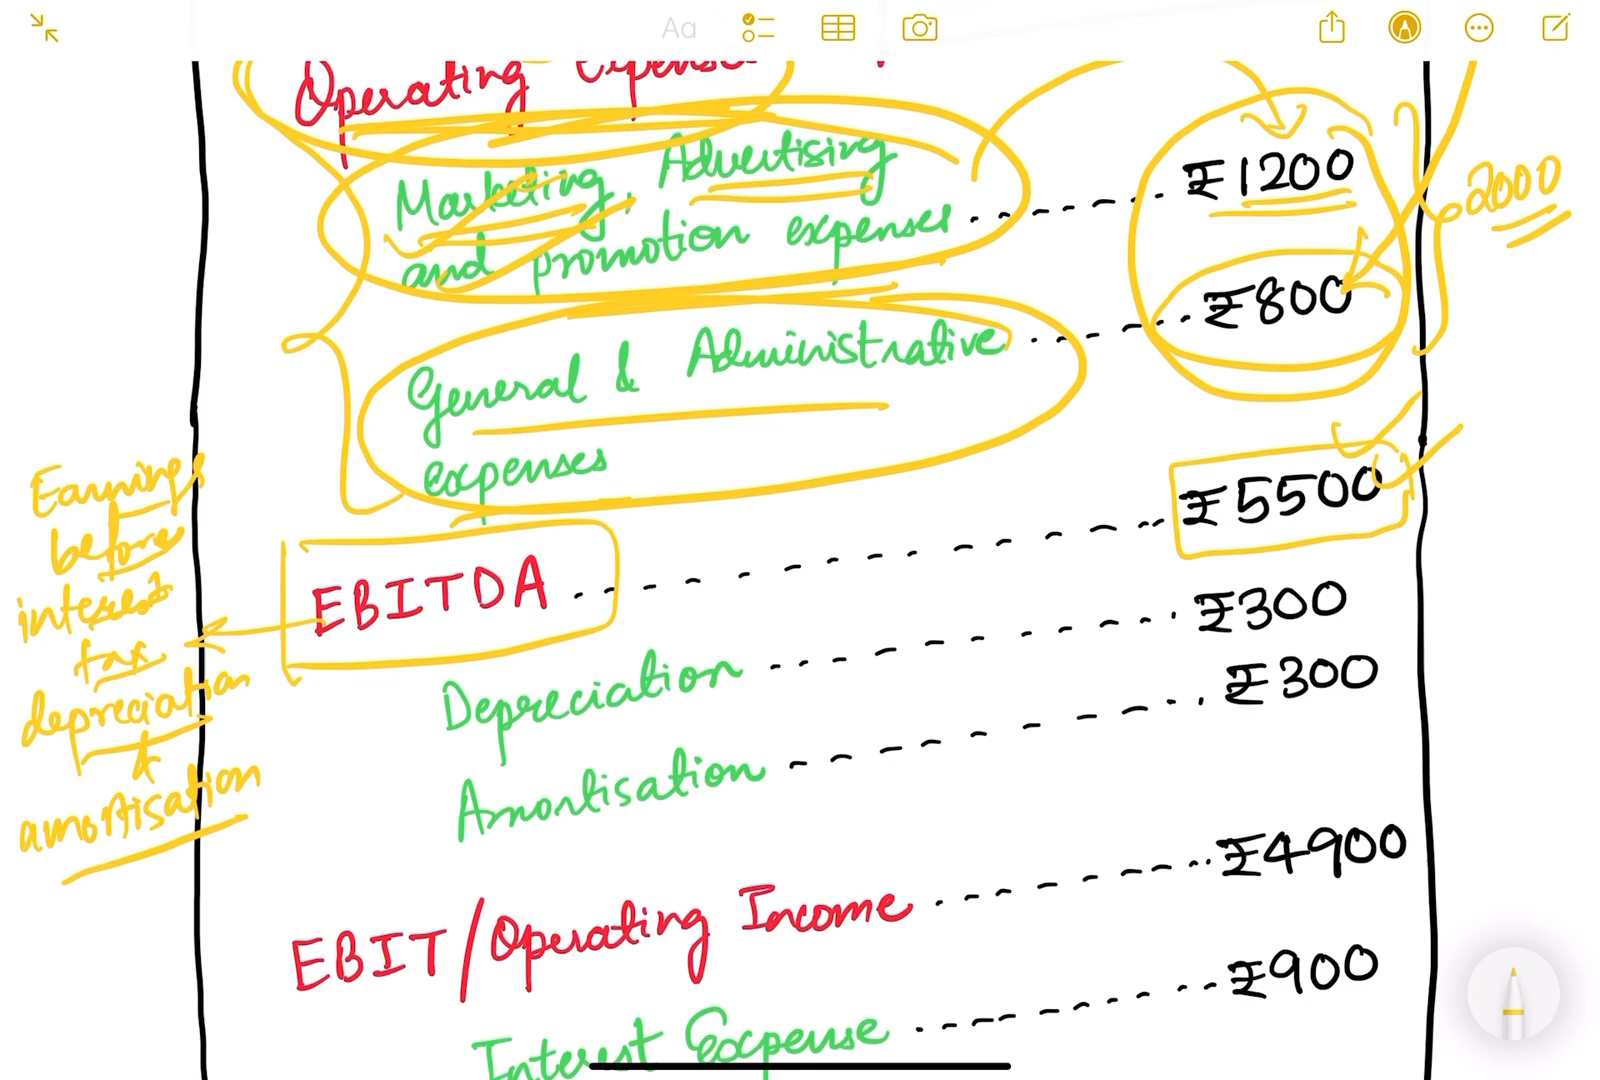 Aa
Operating Expenses
Marketing, Advertising
and promotion expenses ₹1200
2000
General & Administrative ₹800
expenses
EBITDA ₹5500
Earnings
before
interest
tax
depreciation
&
amortisation
Depreciation ₹300
Amortisation ₹300
EBIT/Operating Income ₹4900
Interest Expense ₹900